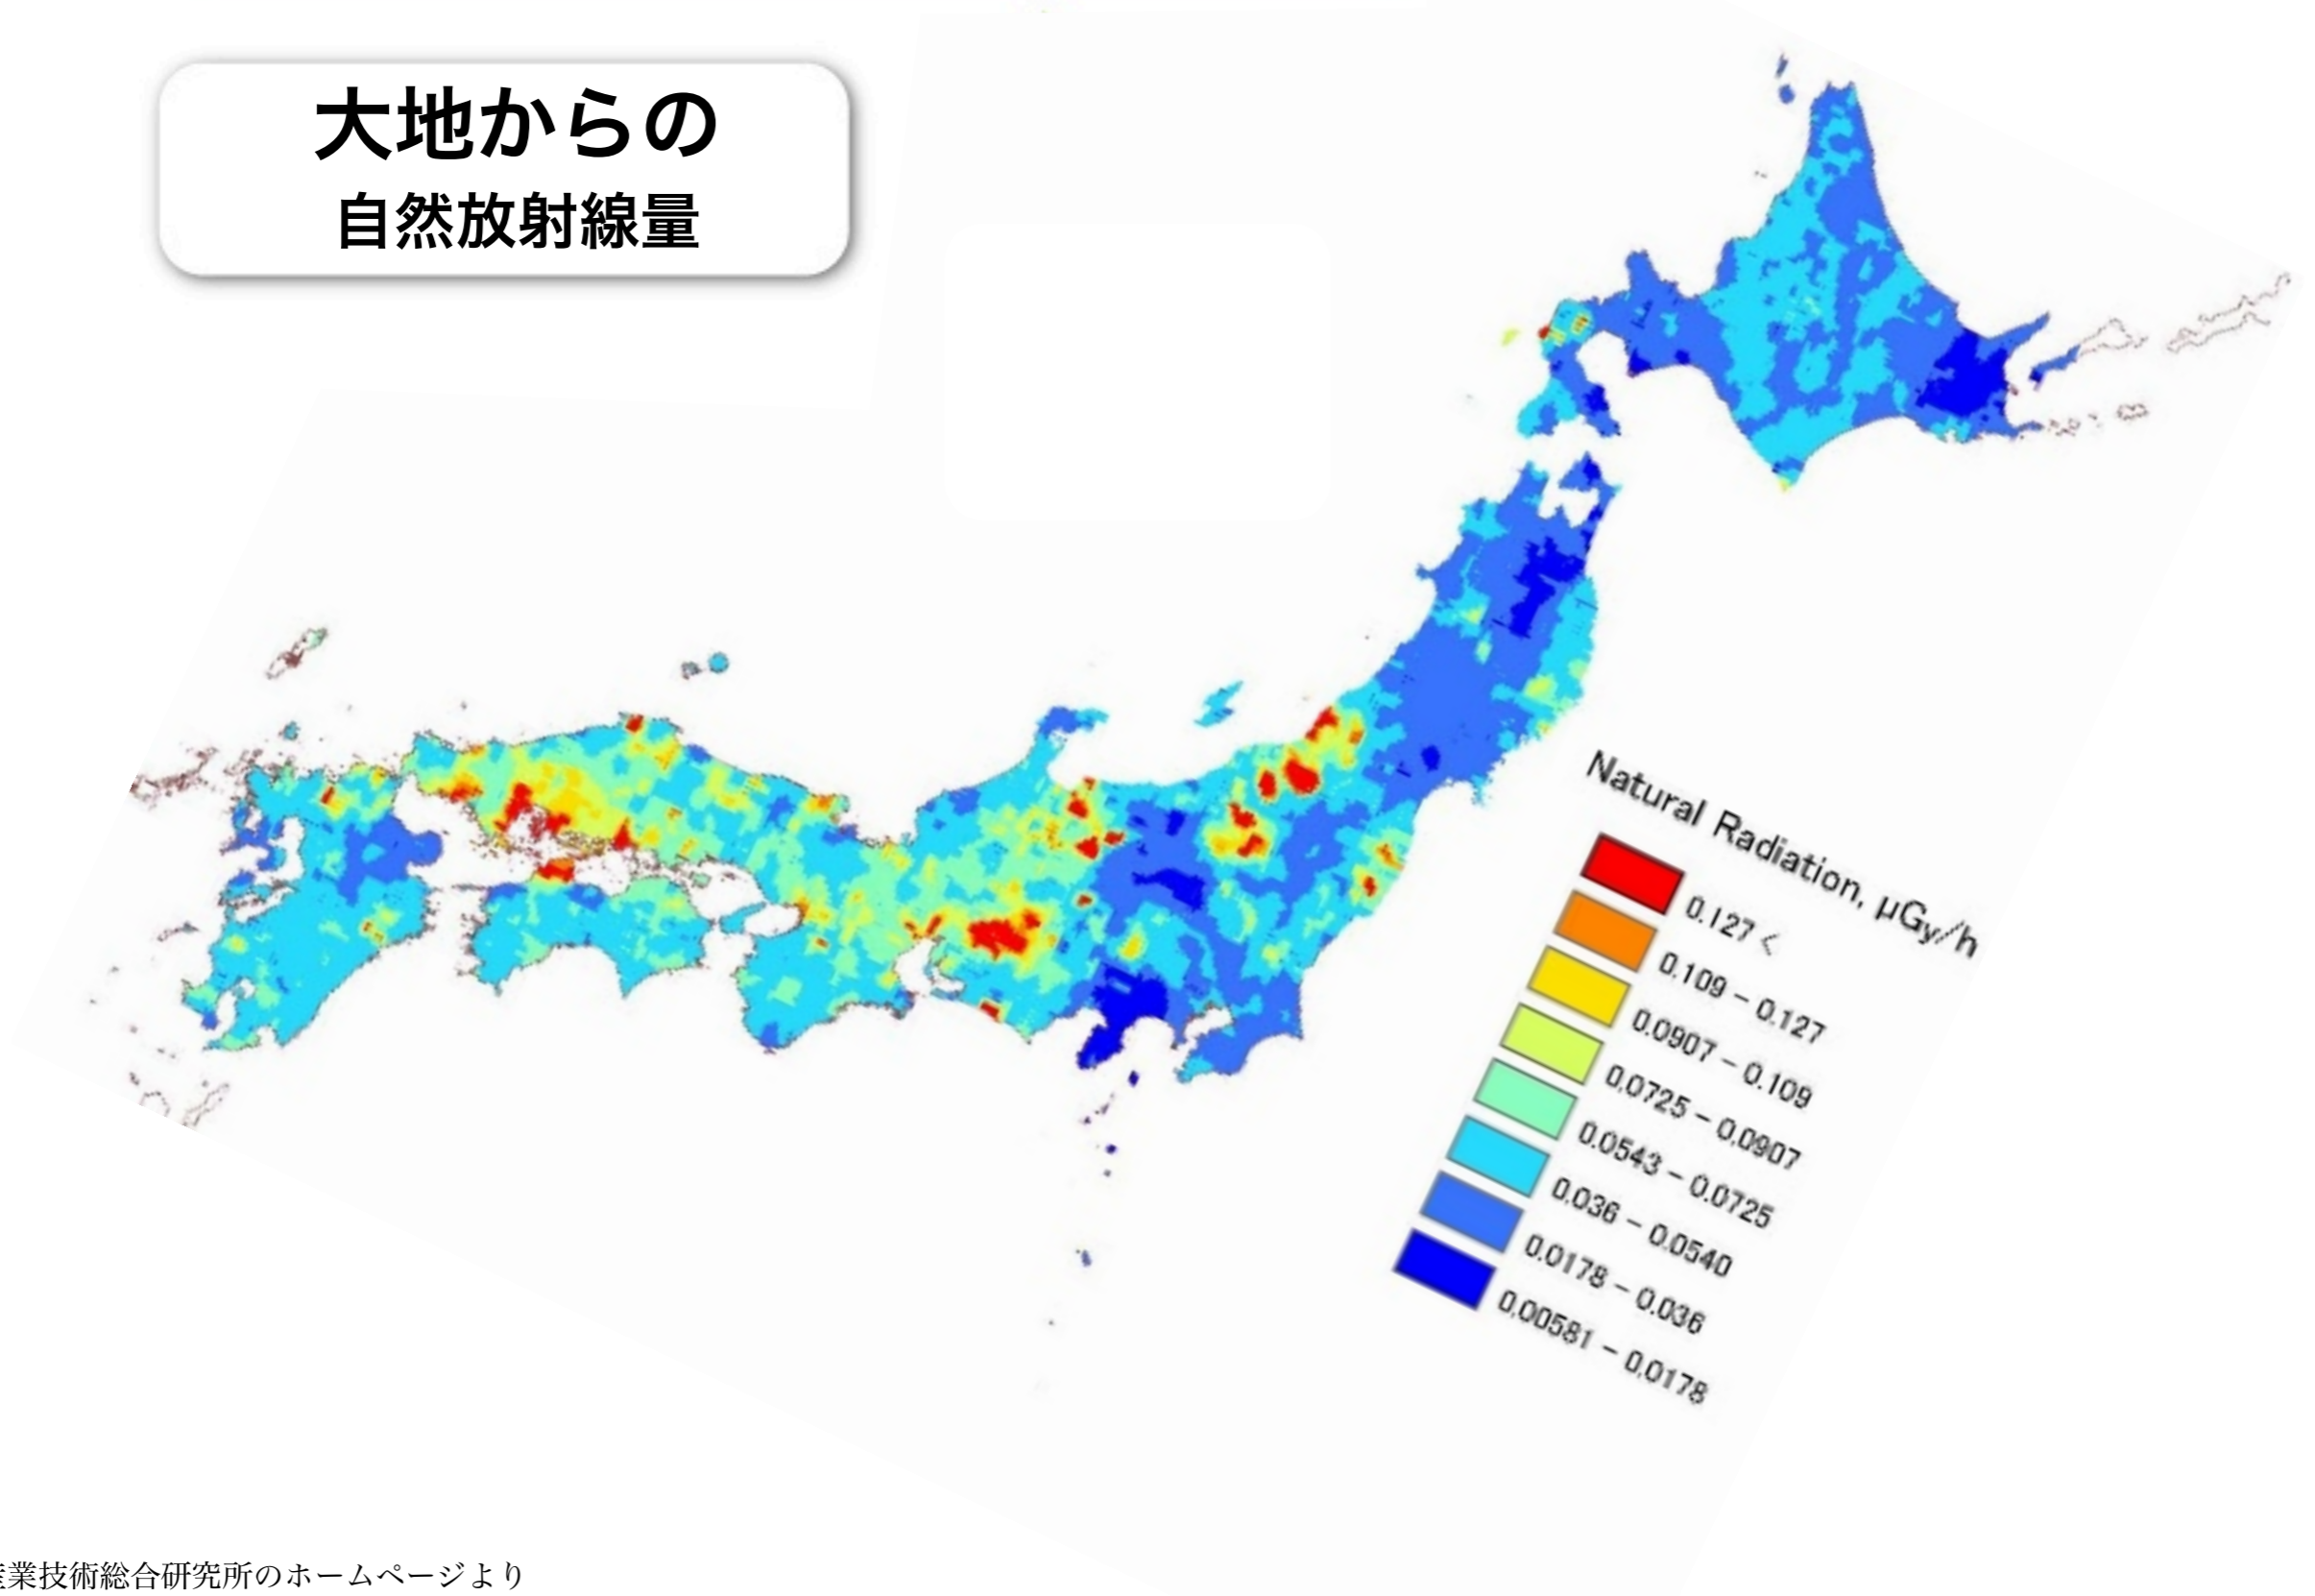 大地からの
自然放射線量
Natural Radiation, μGy/h
0.127 <
0.109 - 0.127
0.0907 - 0.109
0.0725 - 0.0907
0.0543 - 0.0725
0.036 - 0.0540
0.0178 - 0.036
0.00581 - 0.0178
業技術総合研究所のホームページより